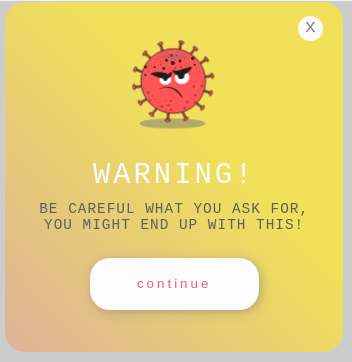 X
WARNING!
BE CAREFUL WHAT YOU ASK FOR,
YOU MIGHT END UP WITH THIS!
continue